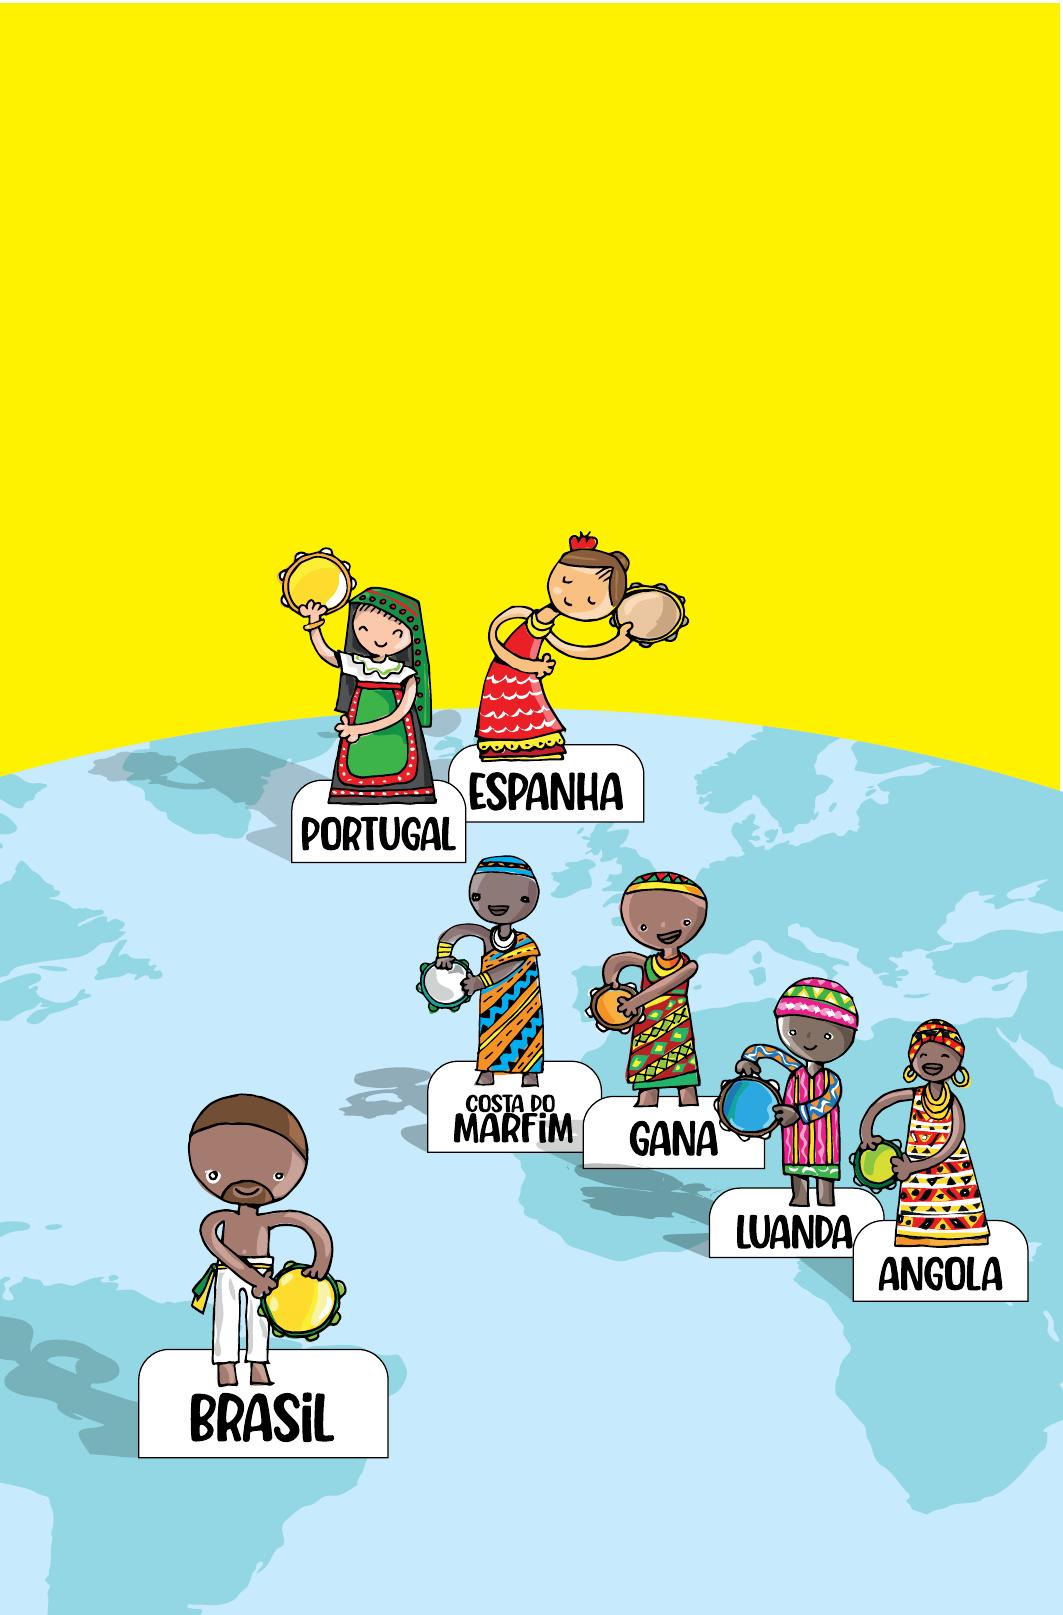 ESPANHA
PORTUGAL
COSTA DO
MARFiM
GANA
LUANDA
ANGOLA
BRASiL